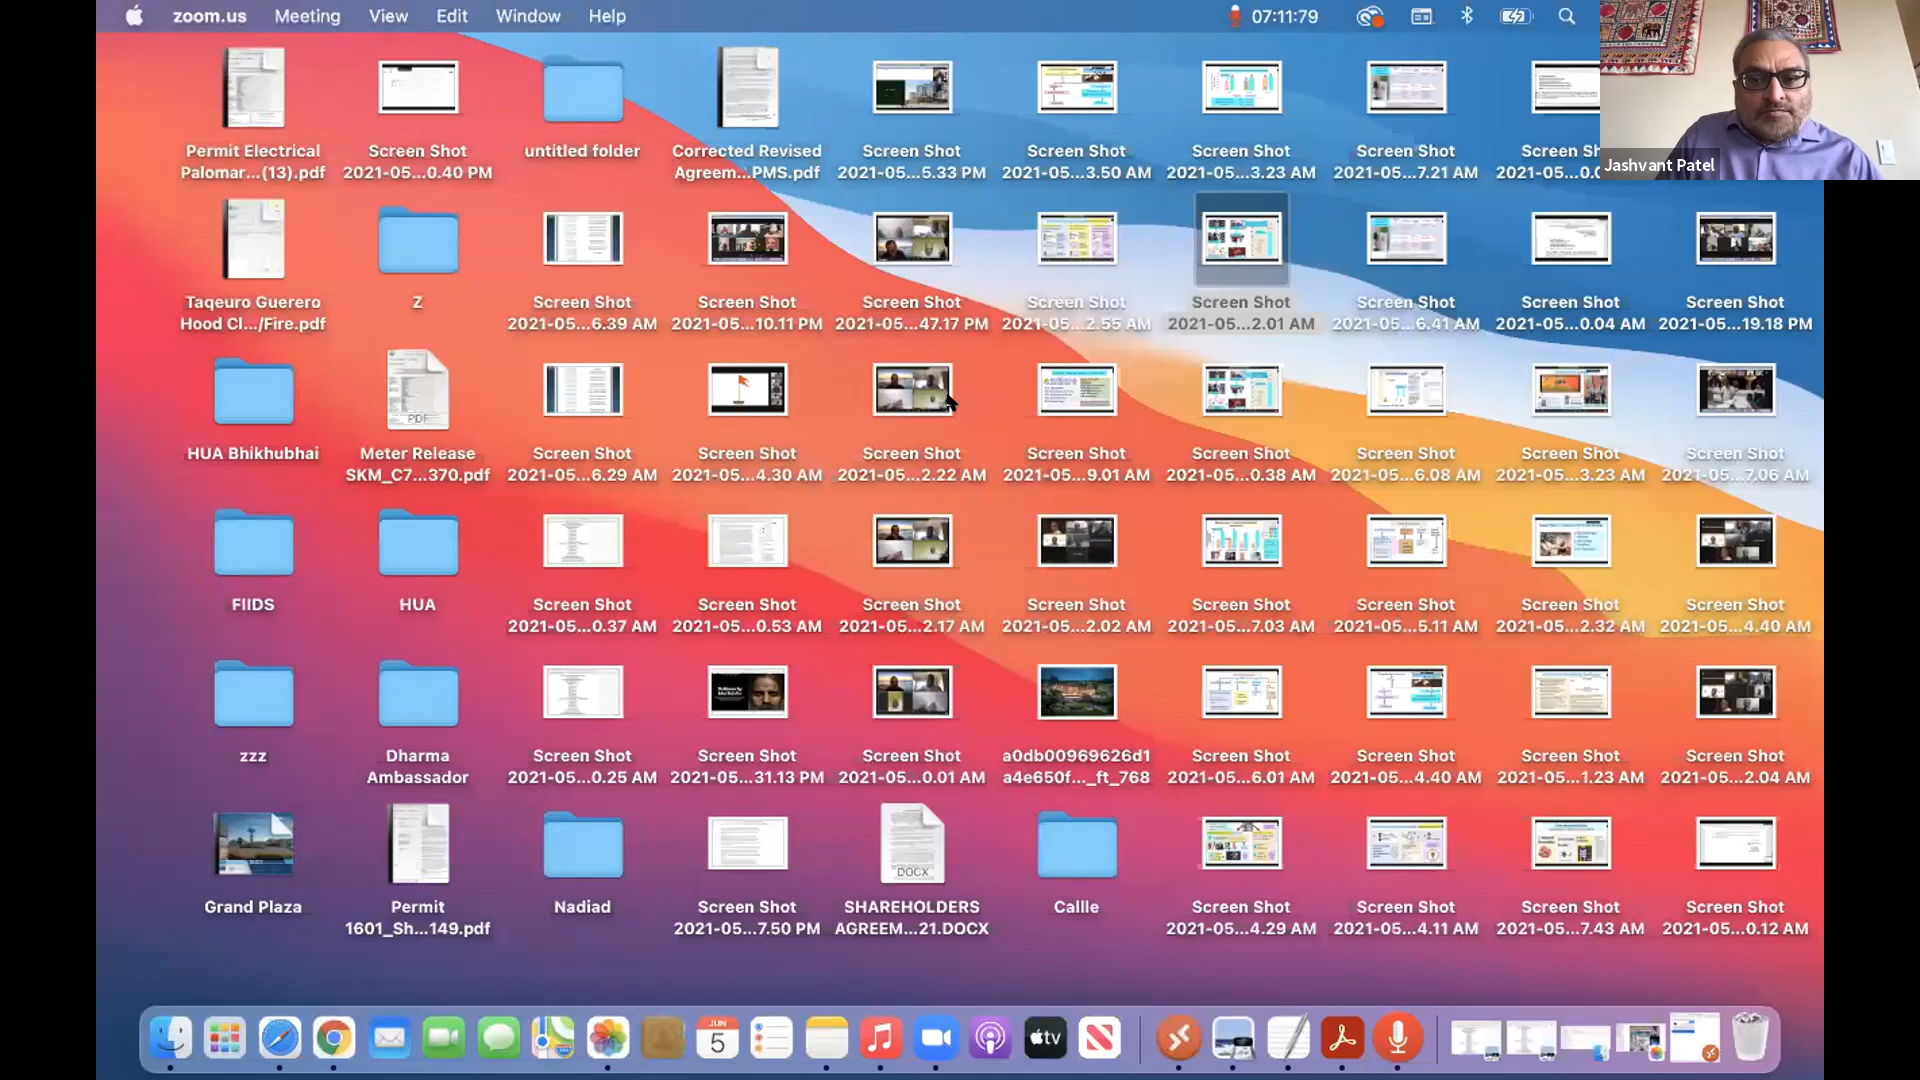 zoom.us Meeting View Edit Window Help 07:11:79
Permit Electrical
Palomar...(13).pdf
Screen Shot
2021-05...0.40 PM
untitled folder
Corrected Revised
Agreem...PMS.pdf
Screen Shot
2021-05...5.33 PM
Screen Shot
2021-05...3.50 AM
Screen Shot
2021-05...3.23 AM
Screen Shot
2021-05...7.21 AM
Screen
2021-05...0.0
Jashvant Patel
Taqeuro Guerero
Hood Cl.../Fire.pdf
Z
Screen Shot
2021-05...6.39 AM
Screen Shot
2021-05...10.11 PM
Screen Shot
2021-05...47.17 PM
Screen Shot
2021-05...2.55 AM
Screen Shot
2021-05...2.01 AM
Screen Shot
2021-05...6.41 AM
Screen Shot
2021-05...0.04 AM
Screen Shot
2021-05...19.18 PM
HUA Bhikhubhai
PDF
Meter Release
SKM_C7...370.pdf
Screen Shot
2021-05...6.29 AM
Screen Shot
2021-05...4.30 AM
Screen Shot
2021-05...2.22 AM
Screen Shot
2021-05...9.01 AM
Screen Shot
2021-05...0.38 AM
Screen Shot
2021-05...6.08 AM
Screen Shot
2021-05...3.23 AM
Screen Shot
2021-05...7.06 AM
FIIDS
HUA
Screen Shot
2021-05...0.37 AM
Screen Shot
2021-05...0.53 AM
Screen Shot
2021-05...2.17 AM
Screen Shot
2021-05...2.02 AM
Screen Shot
2021-05...7.03 AM
Screen Shot
2021-05...5.11 AM
Screen Shot
2021-05...2.32 AM
Screen Shot
2021-05...4.40 AM
zzz
Dharma
Ambassador
Screen Shot
2021-05...0.25 AM
Screen Shot
2021-05...31.13 PM
Screen Shot
2021-05...0.01 AM
a0db00969626d1
a4e650f..._ft_768
Screen Shot
2021-05...6.01 AM
Screen Shot
2021-05...4.40 AM
Screen Shot
2021-05...1.23 AM
Screen Shot
2021-05...2.04 AM
Grand Plaza
Permit
1601_Sh...149.pdf
Nadiad
Screen Shot
2021-05...7.50 PM
DOCX
SHAREHOLDERS
AGREEM...21.DOCX
Callle
Screen Shot
2021-05...4.29 AM
Screen Shot
2021-05...4.11 AM
Screen Shot
2021-05...7.43 AM
Screen Shot
2021-05...0.12 AM
JUN
5
tv